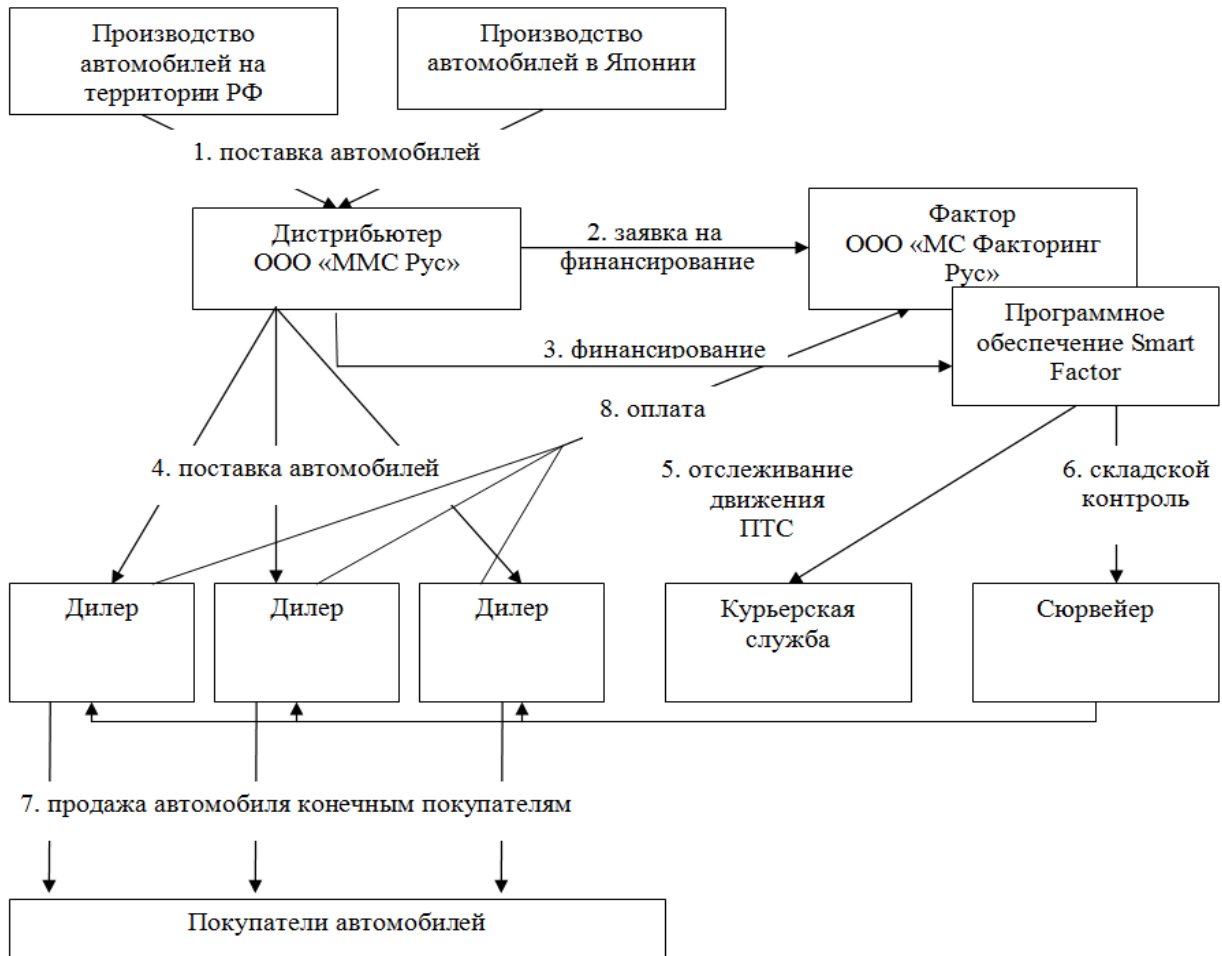 Производство
автомобилей на
территории РФ
Производство
автомобилей в Японии
1. поставка автомобилей
Дистрибьютер
ООО «ММС Рус»
2. заявка на
финансирование
Фактор
ООО «МС Факторинг
Рус»
Программное
обеспечение Smart
Factor
3. финансирование
8. оплата
4. поставка автомобилей
5. отслеживание
движения
ПТС
6. складской
контроль
Дилер
Дилер
Дилер
Курьерская
служба
Сюрвейер
7. продажа автомобиля конечным покупателям
Покупатели автомобилей